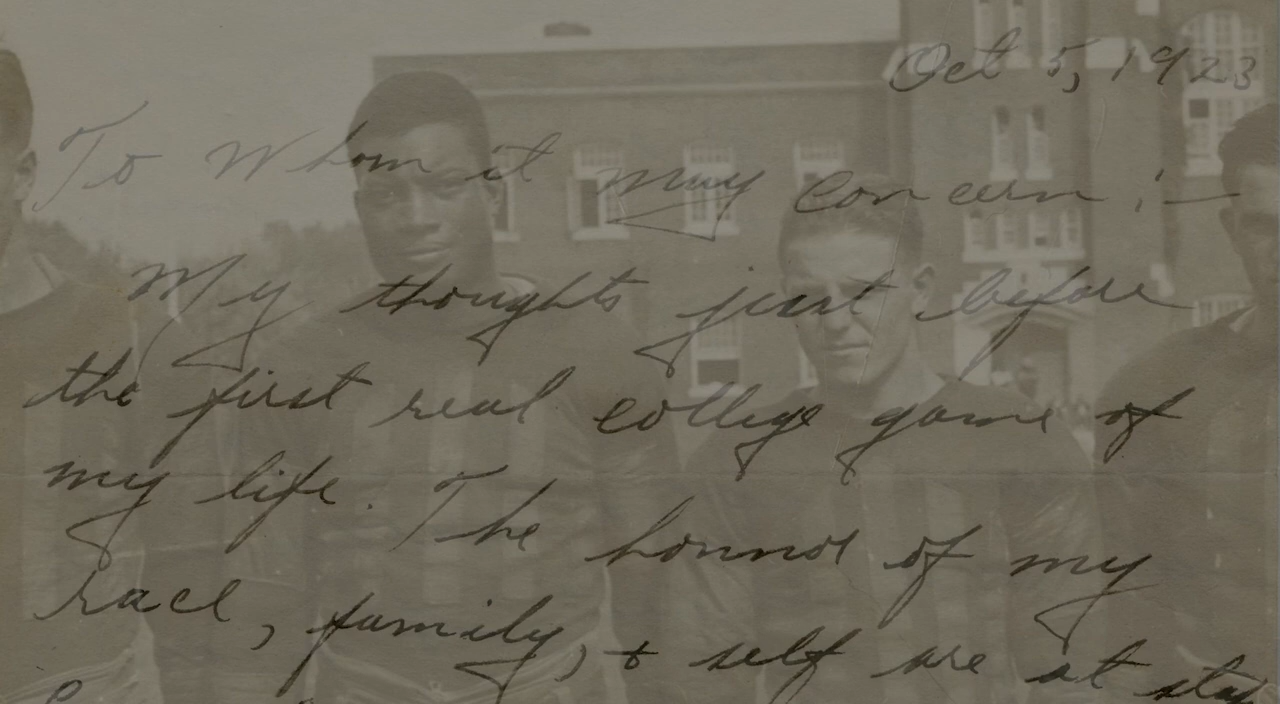 Oct 5, 1923
To Whom it may concern :—
My thoughts just before
the first real college game of
my life. The honnor of my
race, family, + self are at